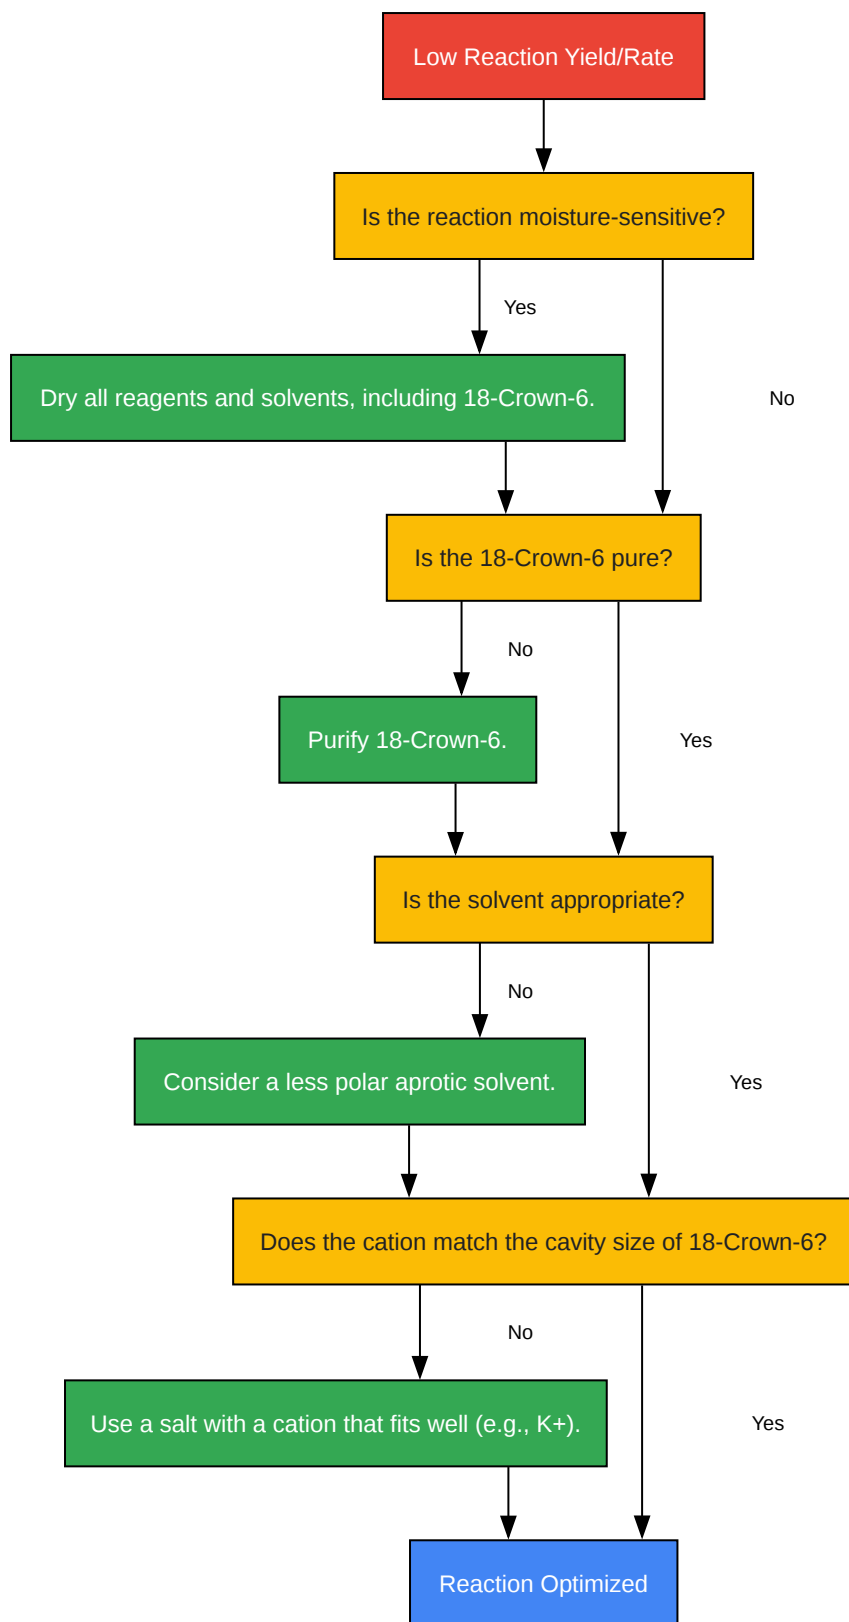 Low Reaction Yield/Rate
Is the reaction moisture-sensitive?
Yes
Dry all reagents and solvents, including 18-Crown-6.
No
Is the 18-Crown-6 pure?
No
Purify 18-Crown-6.
Yes
Is the solvent appropriate?
No
Consider a less polar aprotic solvent.
Yes
Does the cation match the cavity size of 18-Crown-6?
No
Use a salt with a cation that fits well (e.g., K+).
Yes
Reaction Optimized